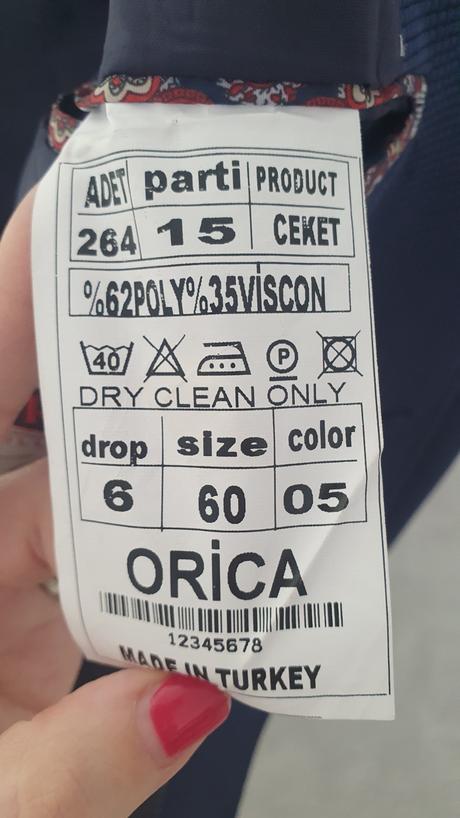 ADET parti PRODUCT
264 15 CEKET
%62POLY%35VİSCON
40 P
DRY CLEAN ONLY
drop size color
6 60 05
ORİCA
12345678
MADE IN TURKEY